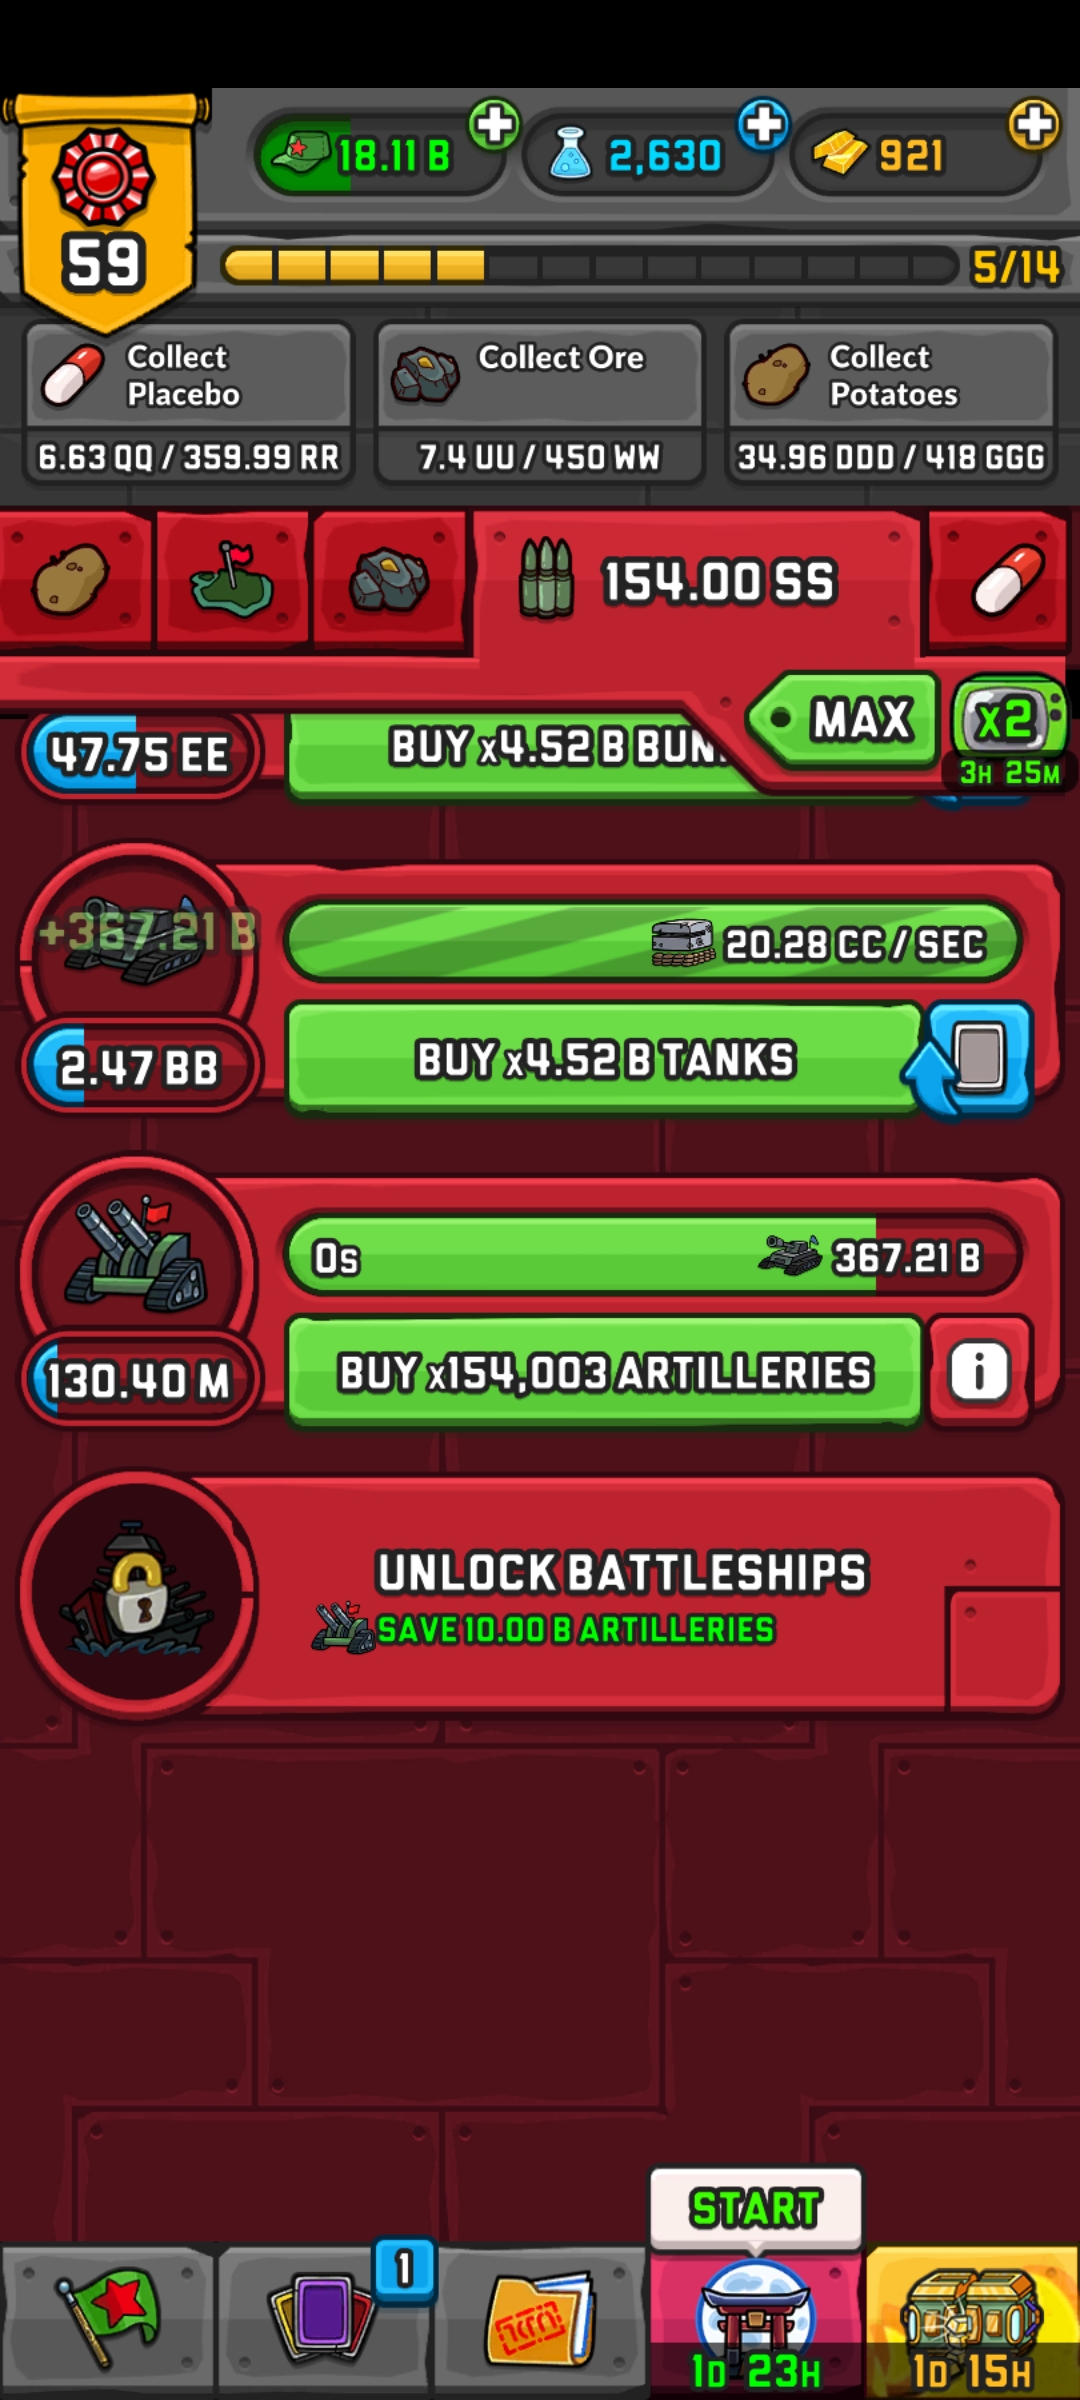 18.11 B
2,630
921
59
5/14
Collect
Placebo
6.63 QQ / 359.99 RR
Collect Ore
7.4 UU / 450 WW
Collect
Potatoes
34.96 DDD / 418 GGG
154.00 SS
MAX
x2
3H 25M
47.75 EE
BUY x4.52 B BUN
+367.21 B
20.28 CC / SEC
2.47 BB
BUY x4.52 B TANKS
0s
367.21 B
130.40 M
BUY x154,003 ARTILLERIES
i
UNLOCK BATTLESHIPS
SAVE 10.00 B ARTILLERIES
START
1
1D 23H
1D 15H